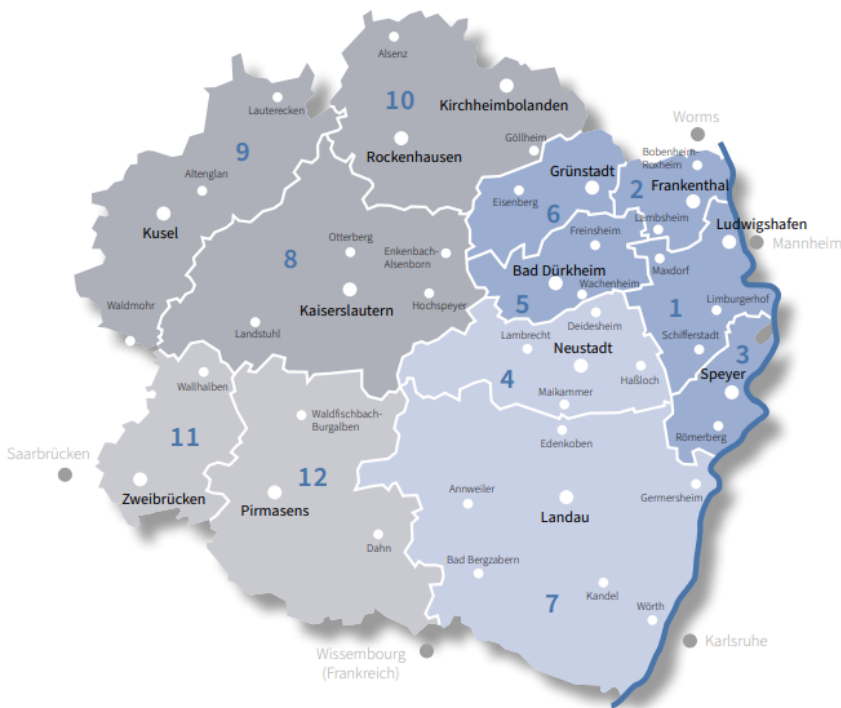 Alsenz
10
Kirchheimbolanden
Lauterecken
Worms
Göllheim
9
Rockenhausen
Bobenheim-
Roxheim
Grünstadt
2
Frankenthal
Altenglan
Eisenberg
6
Lambsheim
Ludwigshafen
Kusel
Freinsheim
Mannheim
Otterberg
8
Enkenbach-
Alsenborn
Bad Dürkheim
Maxdorf
Wachenheim
Kaiserslautern
Hochspeyer
5
1
Limburgerhof
Waldmohr
Deidesheim
Landstuhl
Lambrecht
Schifferstadt
3
Neustadt
Speyer
Wallhalben
4
Haßloch
Maikammer
Waldfischbach-
Burgalben
11
Edenkoben
Römerberg
Saarbrücken
12
Zweibrücken
Pirmasens
Annweiler
Germersheim
Landau
Dahn
Bad Bergzabern
7
Kandel
Wörth
Karlsruhe
Wissembourg
(Frankreich)